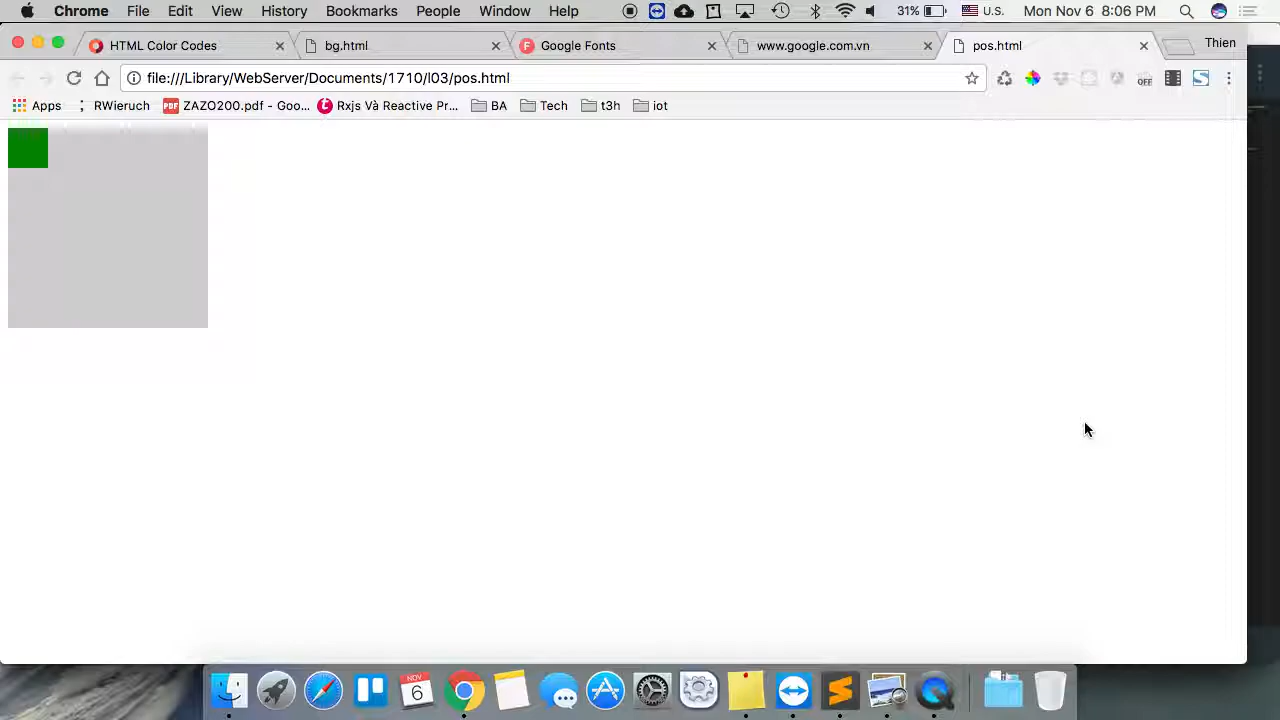 Chrome File Edit View History Bookmarks People Window Help 31% U.S. Mon Nov 6 8:06 PM
HTML Color Codes bg.html Google Fonts www.google.com.vn pos.html Thien
file:///Library/WebServer/Documents/1710/l03/pos.html OFF
Apps RWieruch PDF ZAZO200.pdf - Goo... Rxjs Và Reactive Pr... BA Tech t3h iot
NOV
6